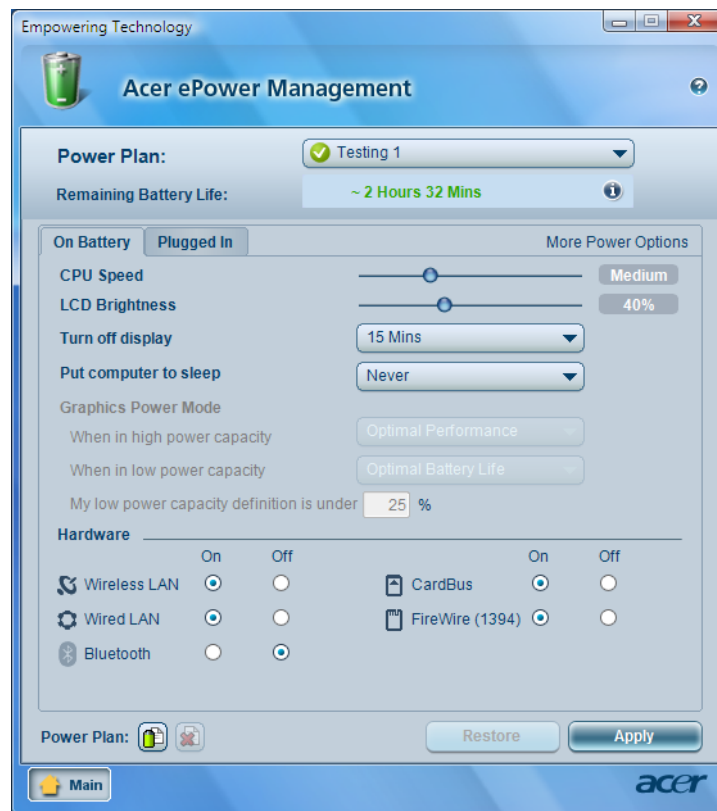 Empowering Technology
Acer ePower Management
Power Plan: Testing 1
Remaining Battery Life: ~ 2 Hours 32 Mins
On Battery Plugged In More Power Options
CPU Speed Medium
LCD Brightness 40%
Turn off display 15 Mins
Put computer to sleep Never
Graphics Power Mode
When in high power capacity Optimal Performance
When in low power capacity Optimal Battery Life
My low power capacity definition is under 25 %
Hardware
On Off On Off
Wireless LAN CardBus
Wired LAN FireWire (1394)
Bluetooth
Power Plan: Restore Apply
Main acer